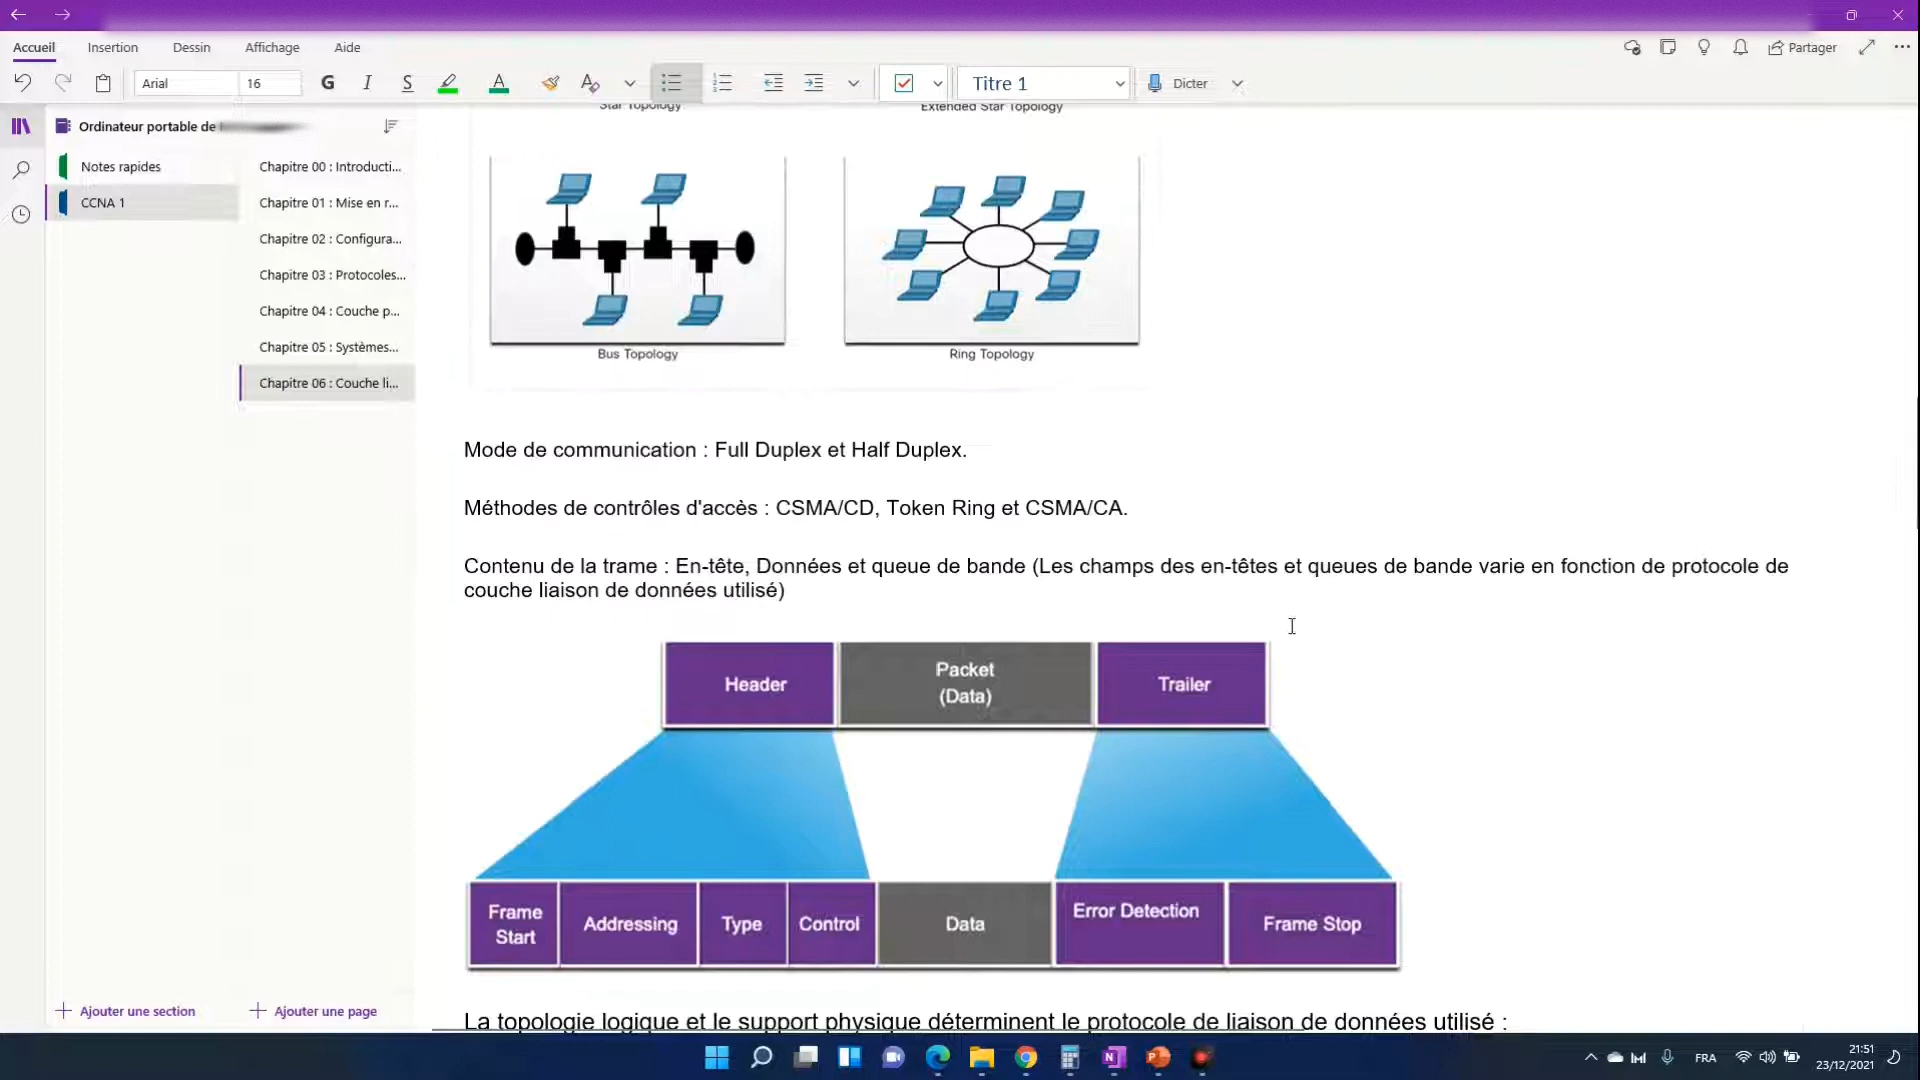 Accueil
Insertion
Dessin
Affichage
Aide
Partager
Arial
16
G
I
S
A
Titre 1
Dicter
Ordinateur portable de
Notes rapides
CCNA 1
Chapitre 00 : Introducti...
Chapitre 01 : Mise en r...
Chapitre 02 : Configura...
Chapitre 03 : Protocoles...
Chapitre 04 : Couche p...
Chapitre 05 : Systèmes...
Chapitre 06 : Couche li...
Ajouter une section
Ajouter une page
Star Topology
Extended Star Topology
Bus Topology
Ring Topology
Mode de communication : Full Duplex et Half Duplex.
Méthodes de contrôles d'accès : CSMA/CD, Token Ring et CSMA/CA.
Contenu de la trame : En-tête, Données et queue de bande (Les champs des en-têtes et queues de bande varie en fonction de protocole de
couche liaison de données utilisé)
Header
Packet
(Data)
Trailer
Frame
Start
Addressing
Type
Control
Data
Error Detection
Frame Stop
La topologie logique et le support physique déterminent le protocole de liaison de données utilisé :
FRA
21:51
23/12/2021